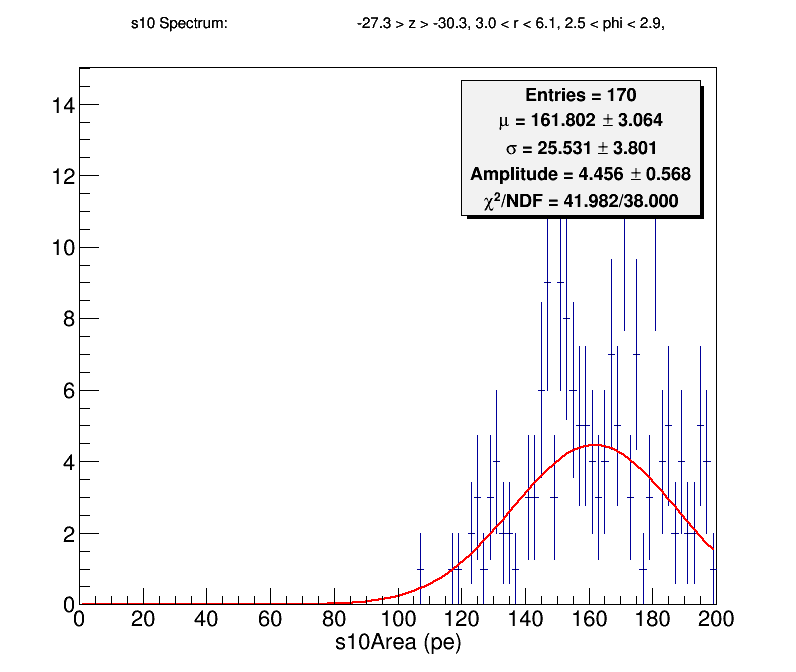 s10 Spectrum: -27.3 > z > -30.3, 3.0 < r < 6.1, 2.5 < phi < 2.9,
Entries = 170
μ = 161.802 ± 3.064
σ = 25.531 ± 3.801
Amplitude = 4.456 ± 0.568
χ²/NDF = 41.982/38.000
14
12
10
8
6
4
2
0
0 20 40 60 80 100 120 140 160 180 200
s10Area (pe)